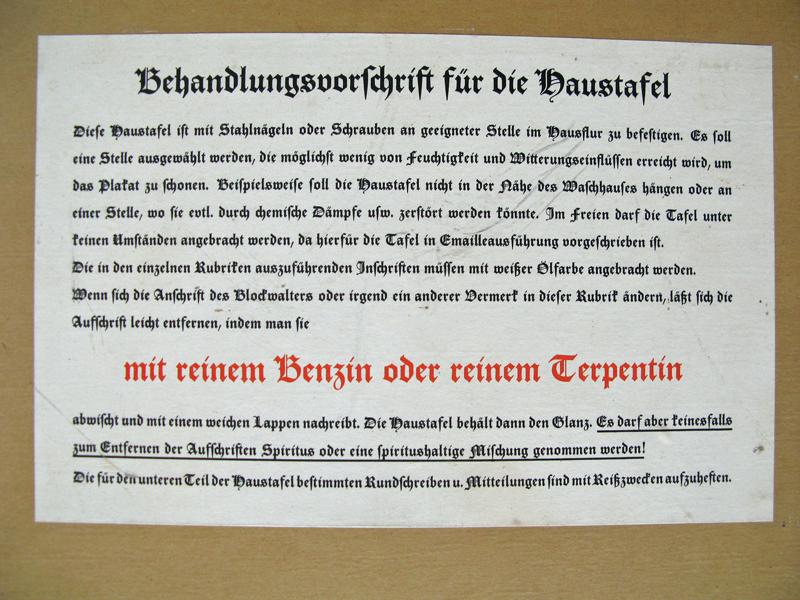 Behandlungsvorſchrift für die Haustafel
Dieſe Haustafel iſt mit Stahlnägeln oder Schrauben an geeigneter Stelle im Hausflur zu befeſtigen. Es ſoll
eine Stelle ausgewählt werden, die möglichſt wenig von Feuchtigkeit und Witterungseinflüſſen erreicht wird, um
das Plakat zu ſchonen. Beiſpielsweiſe ſoll die Haustafel nicht in der Nähe des Waſchhauſes hängen oder an
einer Stelle, wo ſie evtl. durch chemiſche Dämpfe uſw. zerſtört werden könnte. Im Freien darf die Tafel unter
keinen Umſtänden angebracht werden, da hierfür die Tafel in Emailleausführung vorgeſchrieben iſt.
Die in den einzelnen Rubriken auszuführenden Inſchriften müſſen mit weißer Ölfarbe angebracht werden.
Wenn ſich die Anſchrift des Blockwalters oder irgend ein anderer Vermerk in dieſer Rubrik ändern, läßt ſich die
Aufſchrift leicht entfernen, indem man ſie
mit reinem Benzin oder reinem Terpentin
abwiſcht und mit einem weichen Lappen nachreibt. Die Haustafel behält dann den Glanz. Es darf aber keinesfalls
zum Entfernen der Aufſchriften Spiritus oder eine ſpiritushaltige Miſchung genommen werden!
Die für den unteren Teil der Haustafel beſtimmten Rundſchreiben u. Mitteilungen ſind mit Reißzwecken aufzuheften.